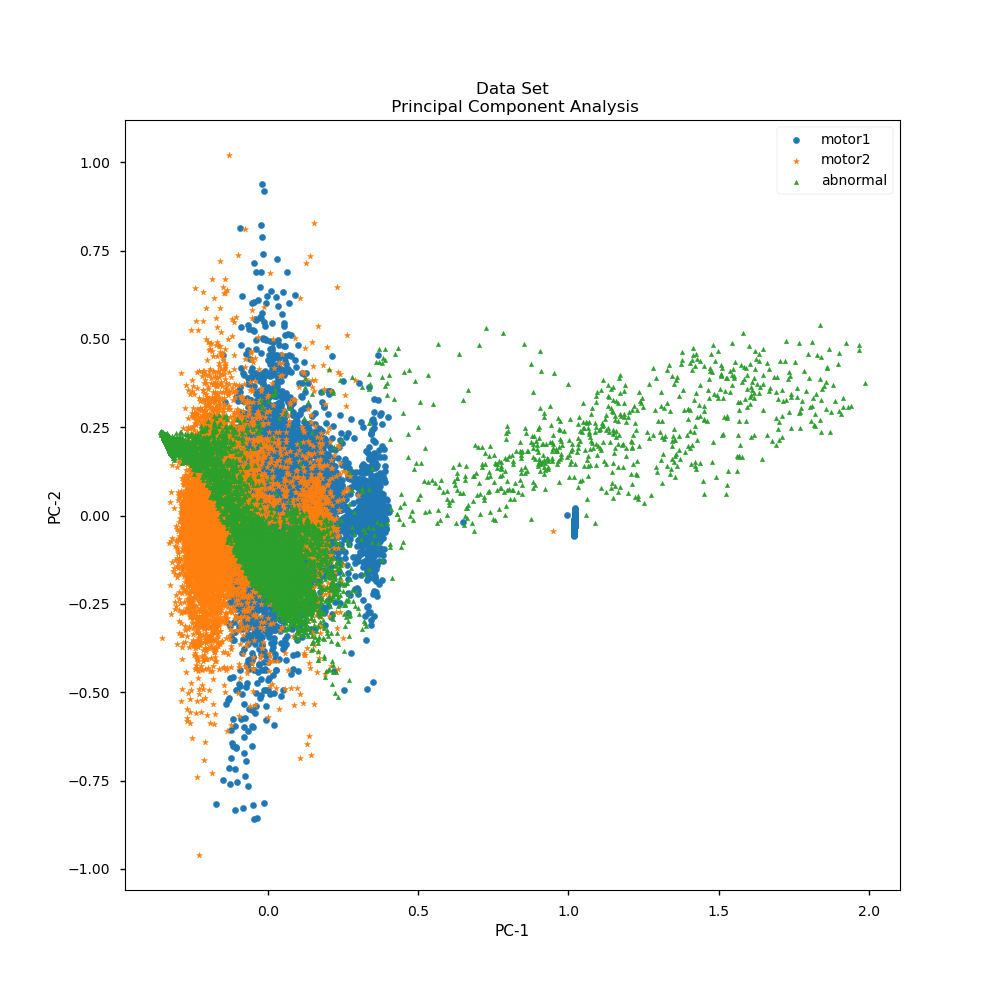 Data Set
Principal Component Analysis
motor1
motor2
abnormal
1.00
0.75
0.50
0.25
0.00
−0.25
−0.50
−0.75
−1.00
PC-2
0.0
0.5
1.0
1.5
2.0
PC-1